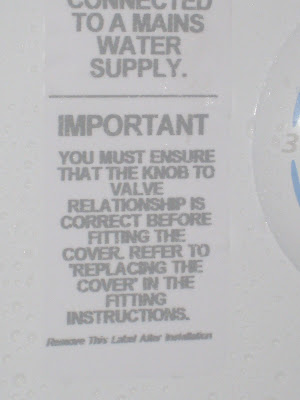 CONNECTED
TO A MAINS
WATER
SUPPLY.
IMPORTANT
YOU MUST ENSURE
THAT THE KNOB TO
VALVE
RELATIONSHIP IS
CORRECT BEFORE
FITTING THE
COVER. REFER TO
'REPLACING THE
COVER' IN THE
FITTING
INSTRUCTIONS.
Remove This Label After Installation
3